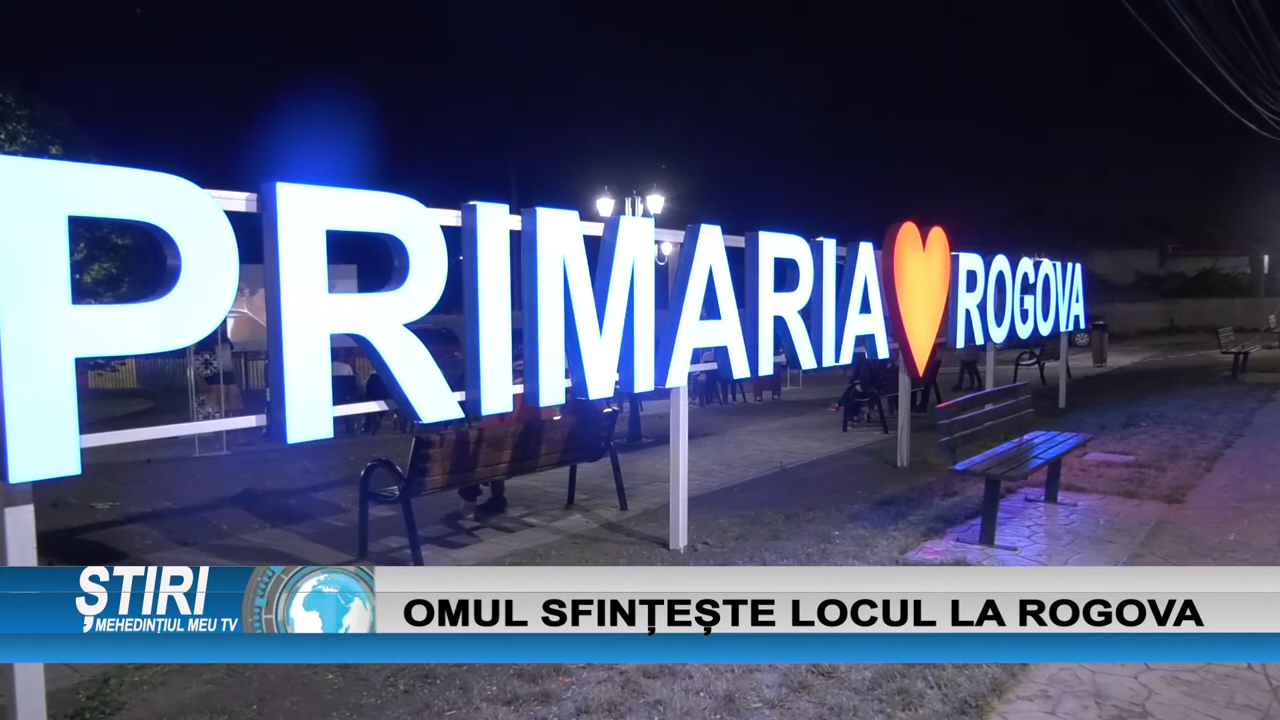 PRIMARIA ROGOVA
ȘTIRI
MEHEDINȚIUL MEU TV
OMUL SFINȚEȘTE LOCUL LA ROGOVA